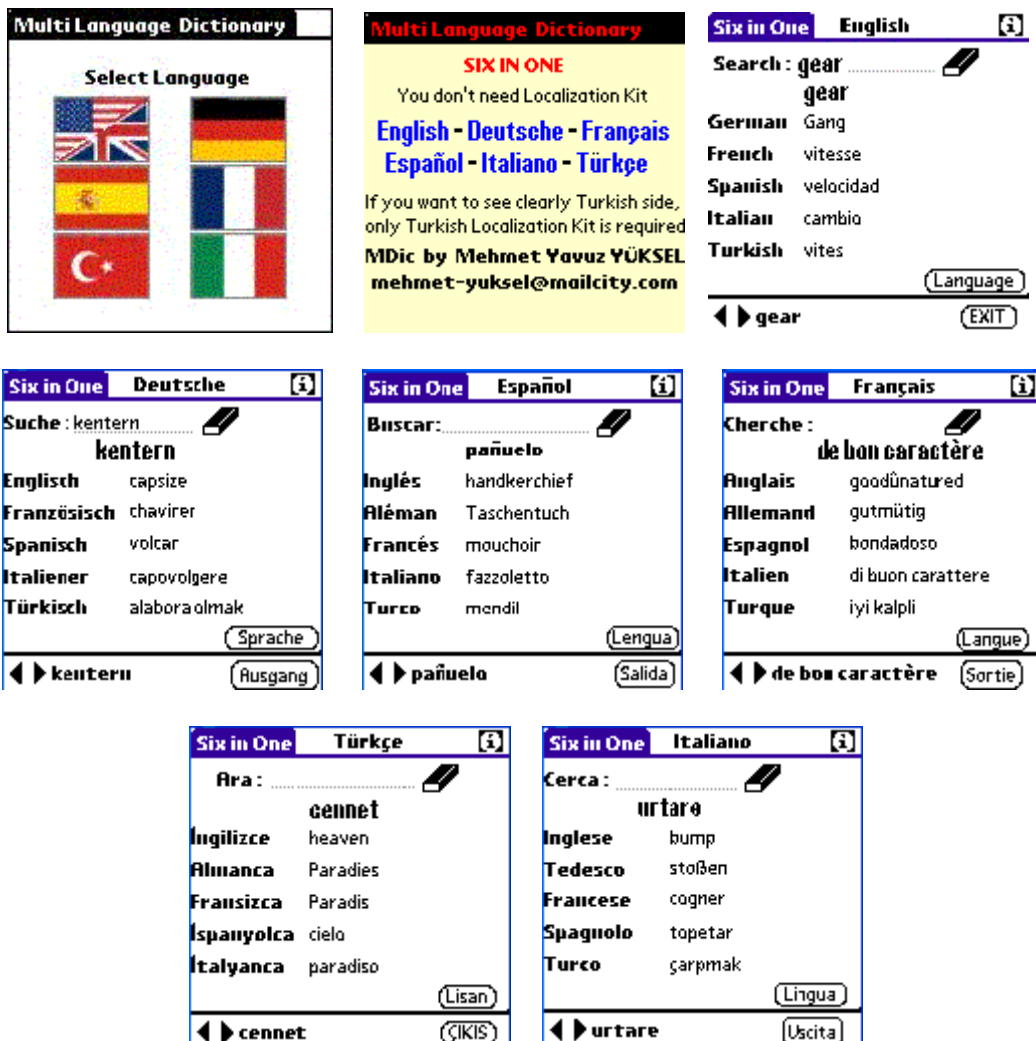 Multi Language Dictionary
Select Language
Multi Language Dictionary
SIX IN ONE
You don't need Localization Kit
English - Deutsche - Français
Español - Italiano - Türkçe
If you want to see clearly Turkish side,
only Turkish Localization Kit is required
MDic by Mehmet Yavuz YÜKSEL
mehmet-yuksel@mailcity.com
Six in One English i
Search : gear
gear
German Gang
French vitesse
Spanish velocidad
Italian cambio
Turkish vites
Language
gear EXIT
Six in One Deutsche i
Suche : kentern
kentern
Englisch capsize
Französisch chavirer
Spanisch volcar
Italiener capovolgere
Türkisch alabora olmak
Sprache
kentern Ausgang
Six in One Español i
Buscar:
pañuelo
Inglés handkerchief
Aléman Taschentuch
Francés mouchoir
Italiano fazzoletto
Turco mendil
Lengua
pañuelo Salida
Six in One Français i
Cherche :
de bon caractère
Anglais goodûnatured
Allemand gutmütig
Espagnol bondadoso
Italien di buon carattere
Turque iyi kalpli
Langue
de bon caractère Sortie
Six in One Türkçe i
Ara :
cennet
İngilizce heaven
Almanca Paradies
Fransizca Paradis
İspanyolca cielo
İtalyanca paradiso
Lisan
cennet ÇIKIS
Six in One Italiano i
Cerca :
urtare
Inglese bump
Tedesco stoßen
Francese cogner
Spagnolo topetar
Turco çarpmak
Lingua
urtare Uscita